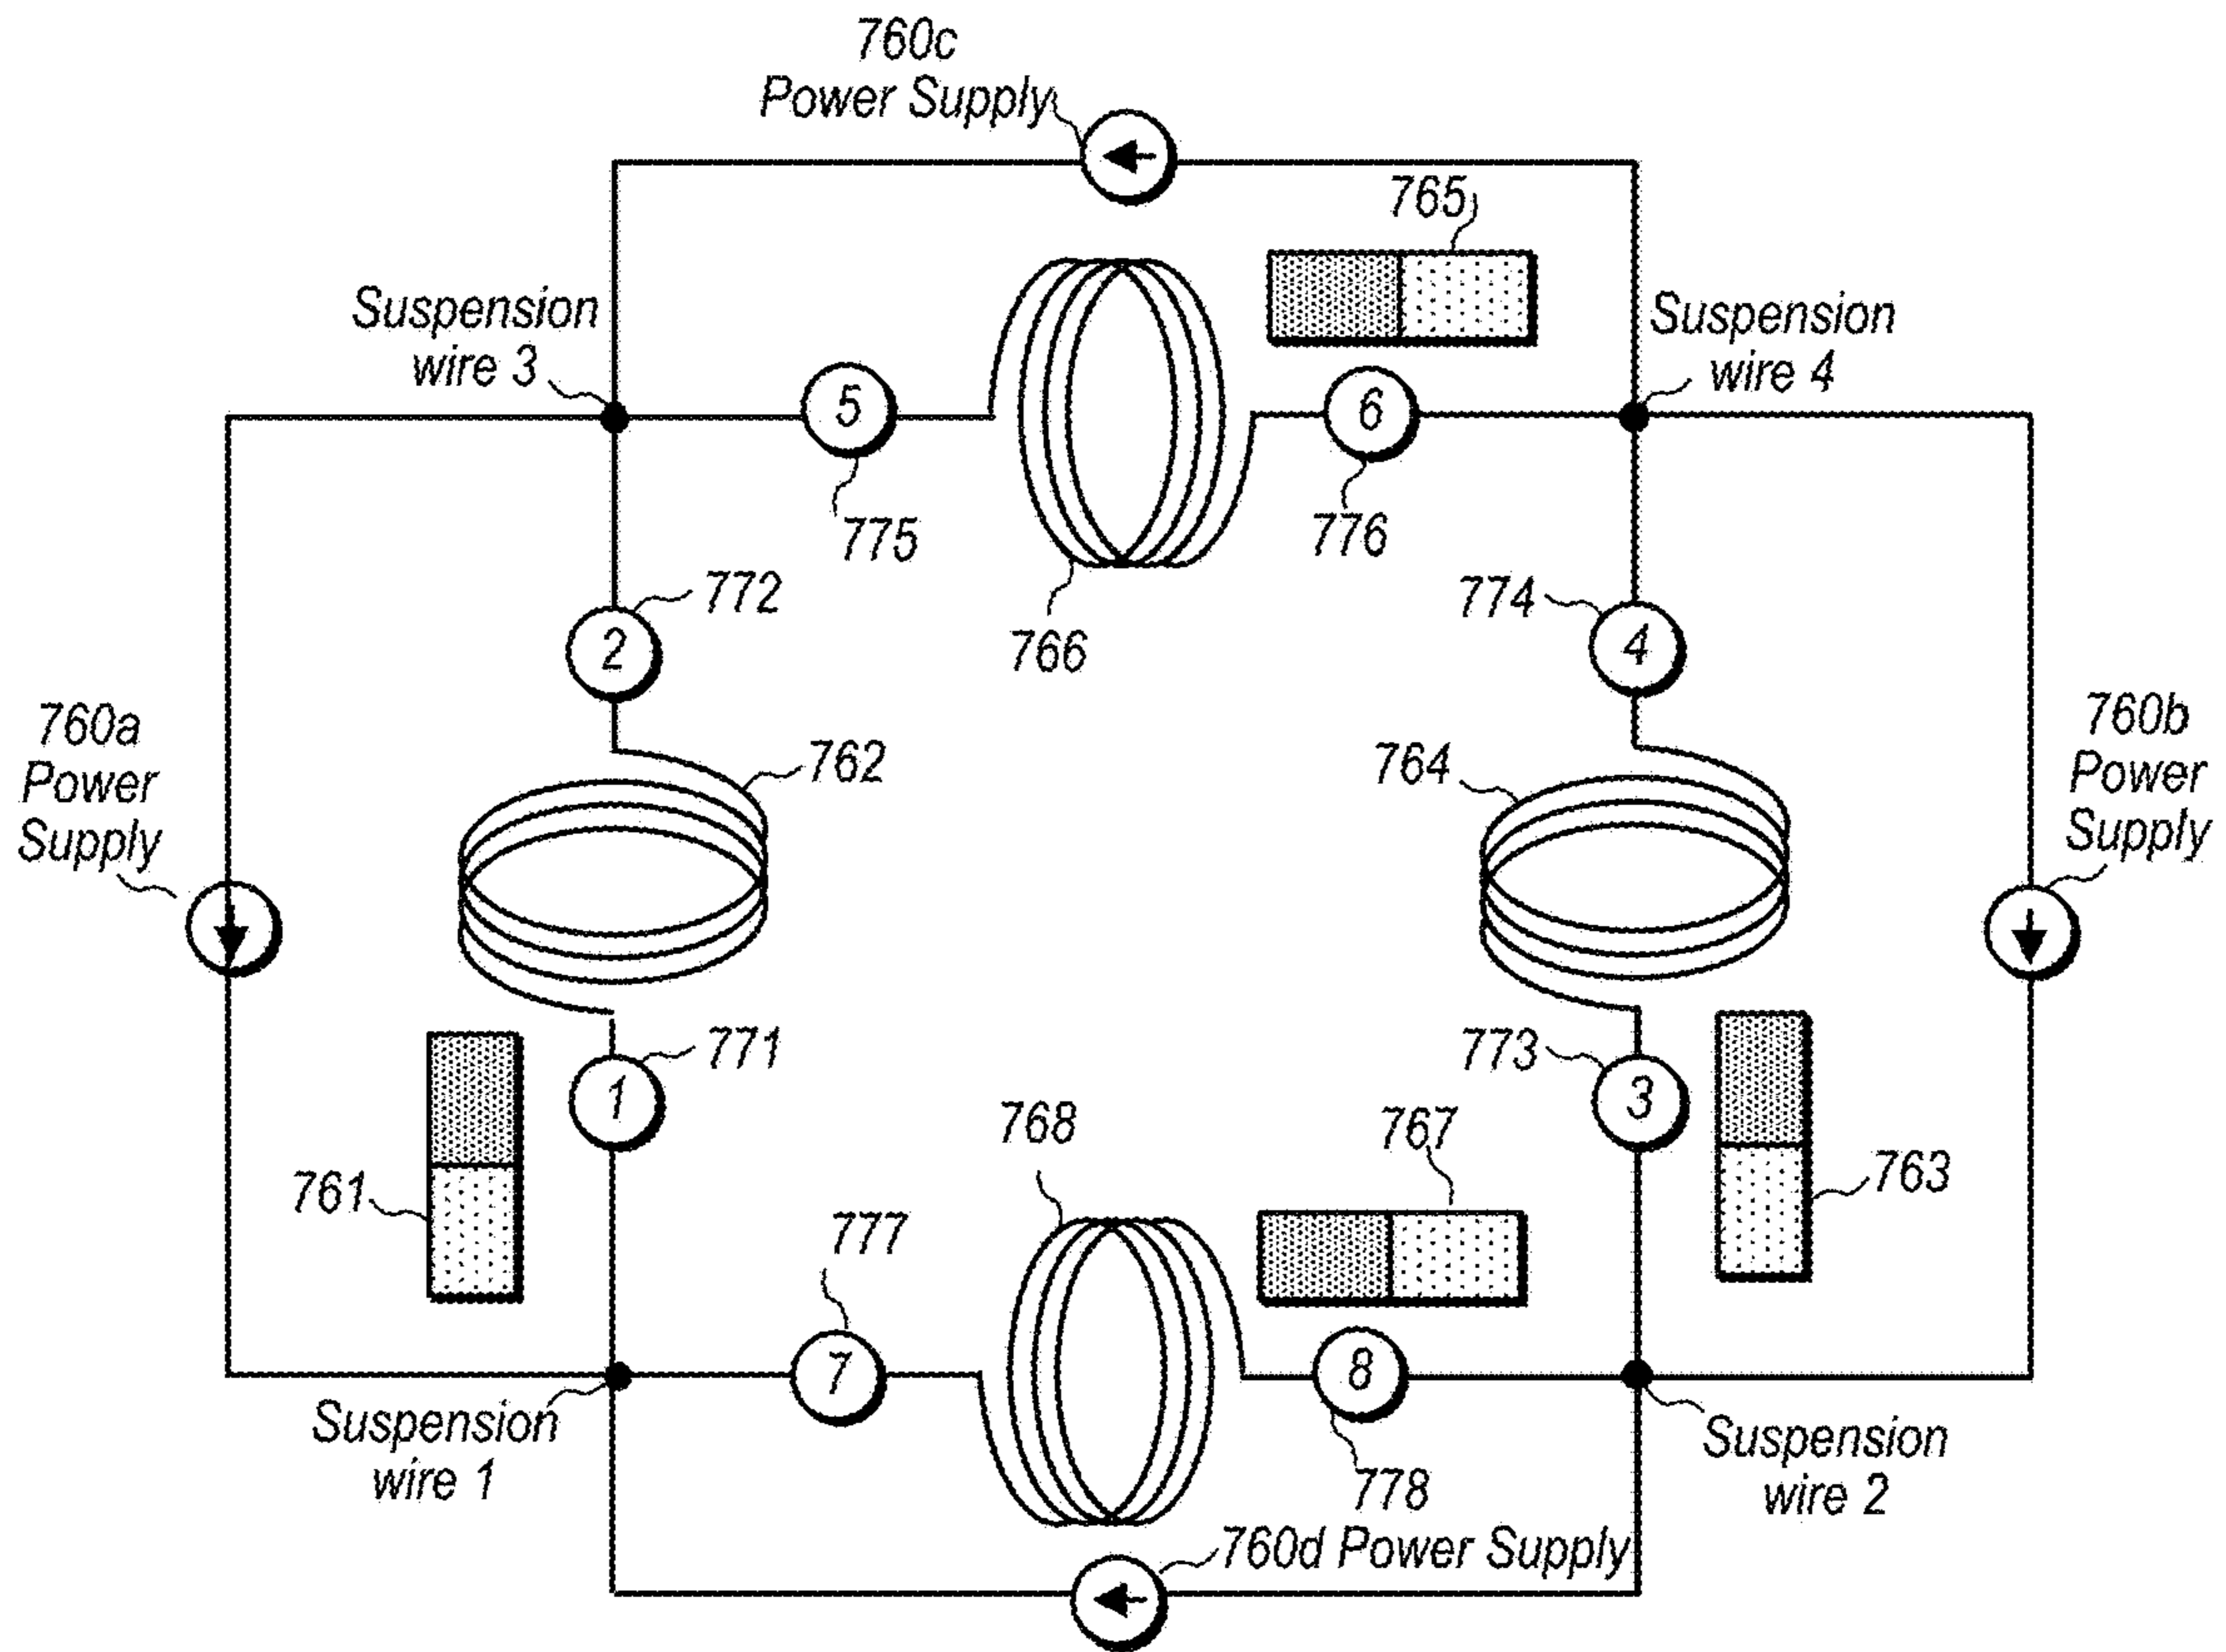 760c
Power Supply
765
Suspension
wire 3
Suspension
wire 4
5
6
775
776
772
774
2
766
4
760a
Power
Supply
762
764
760b
Power
Supply
771
773
1
3
768
767
761
763
777
7
8
Suspension
wire 1
778
Suspension
wire 2
760d Power Supply